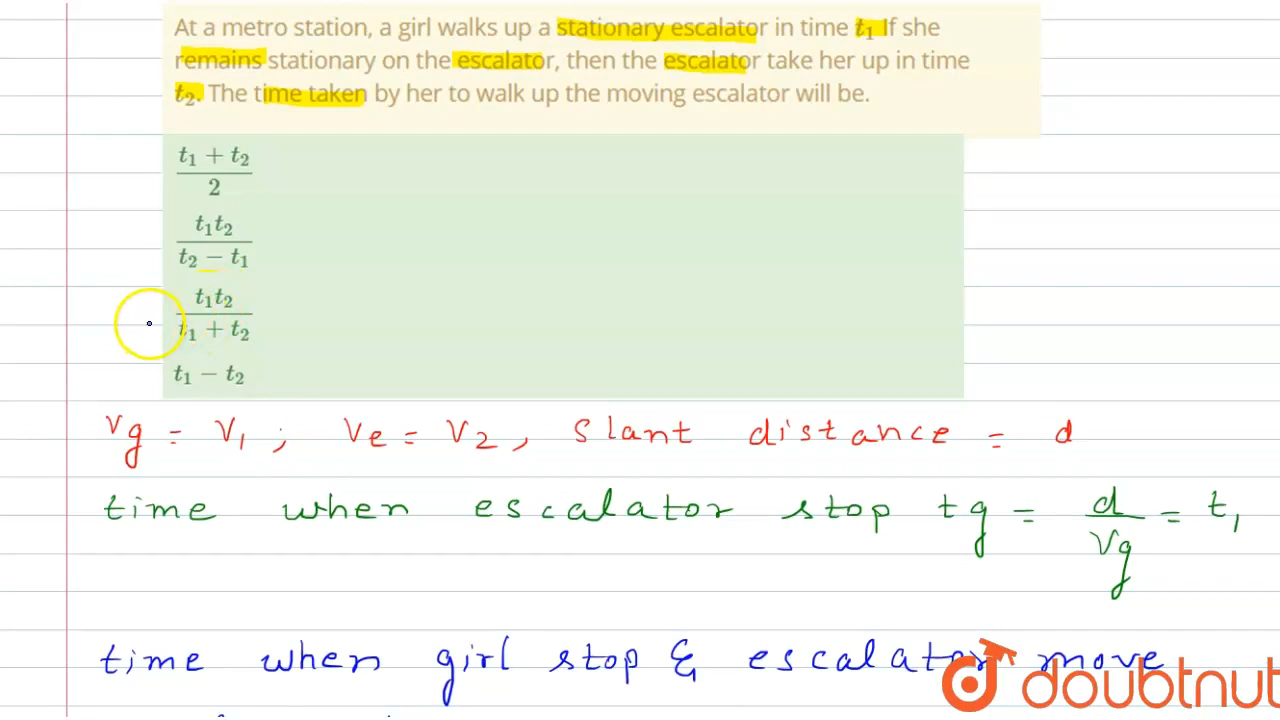 At a metro station, a girl walks up a stationary escalator in time t₁ If she
remains stationary on the escalator, then the escalator take her up in time
t₂. The time taken by her to walk up the moving escalator will be.
t₁ + t₂
2
t₁t₂
t₂ − t₁
t₁t₂
t₁ + t₂
t₁ − t₂
Vg = V₁ ; Ve = V₂, Slant distance = d
time when escalator stop tg = d/Vg = t₁
time when girl stop & escalator move
doubtnut